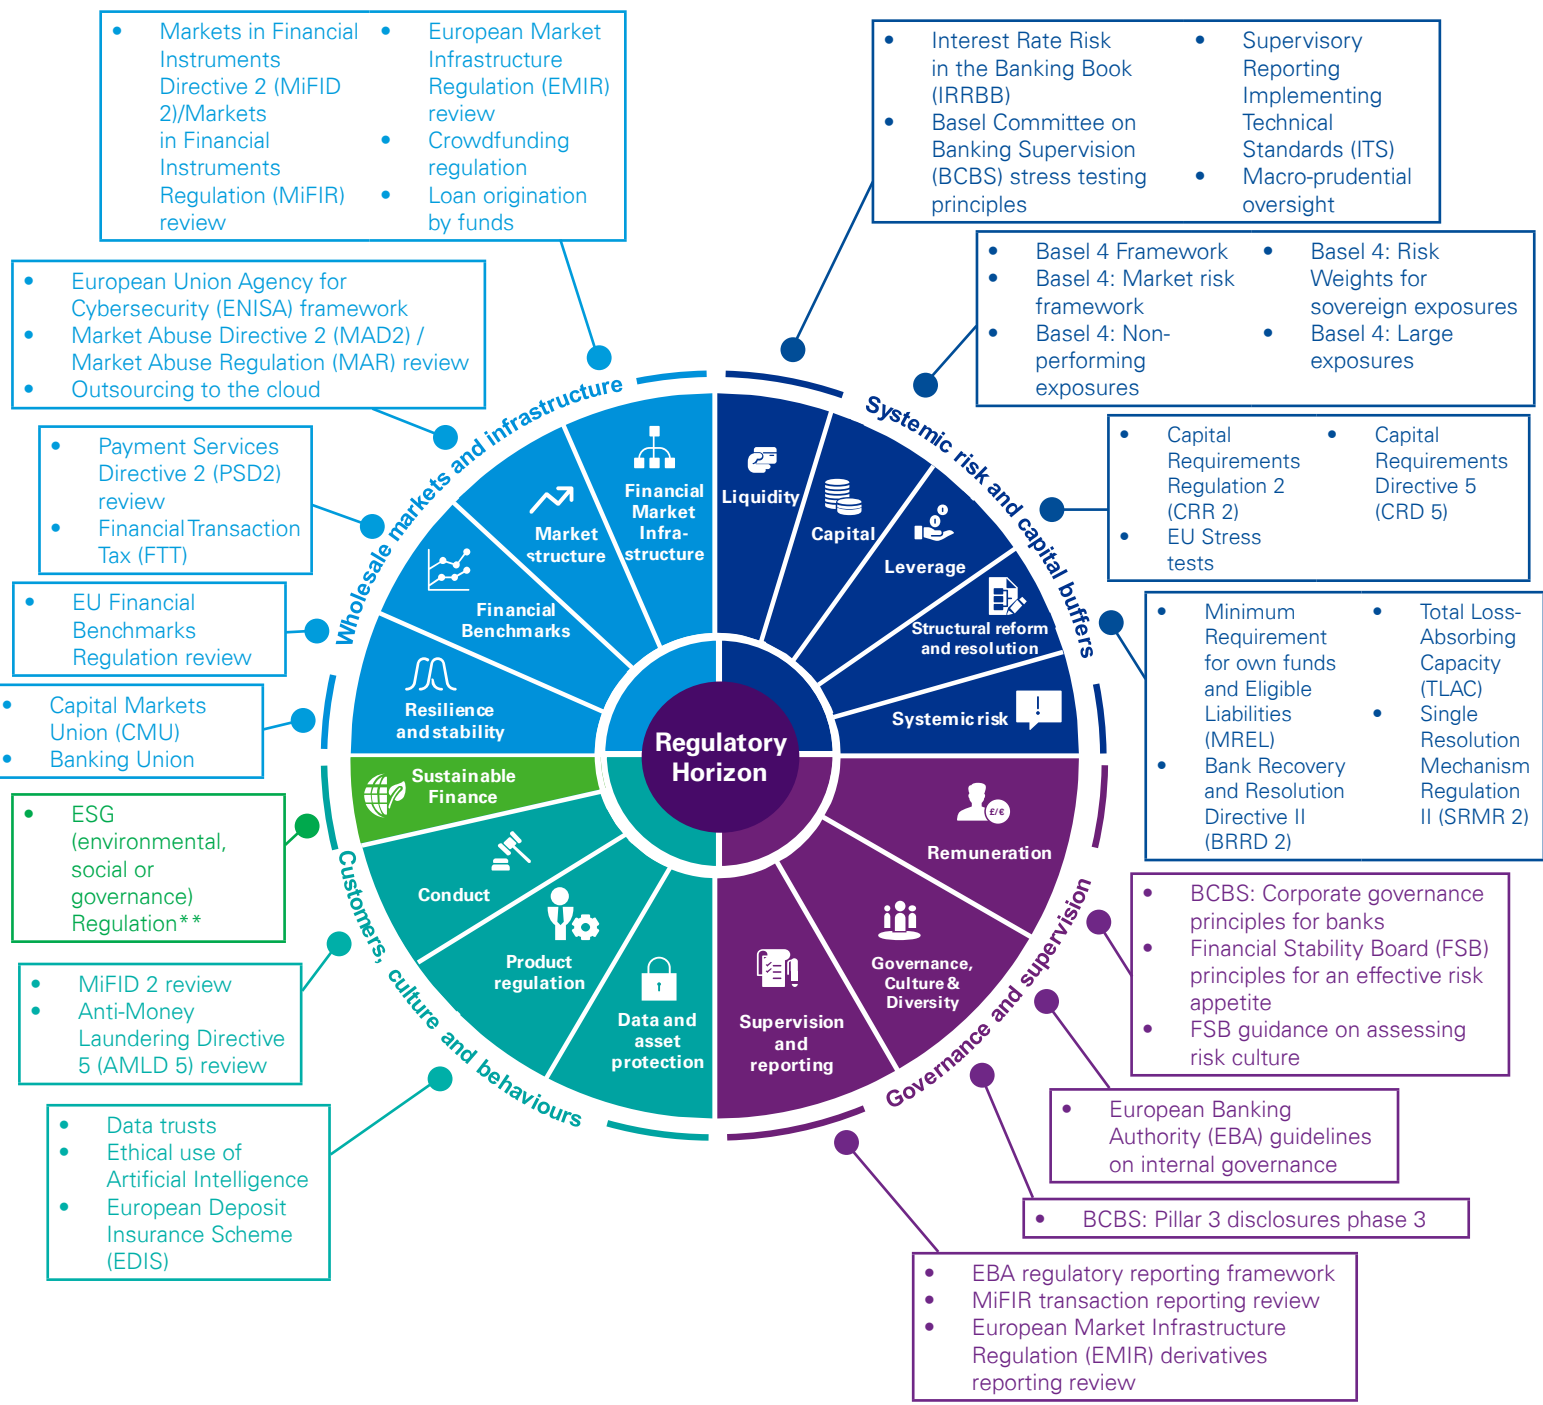 • Markets in Financial
Instruments
Directive 2 (MiFID
2)/Markets
in Financial
Instruments
Regulation (MiFIR)
review
• European Market
Infrastructure
Regulation (EMIR)
review
• Crowdfunding
regulation
• Loan origination
by funds
• Interest Rate Risk
in the Banking Book
(IRRBB)
• Basel Committee on
Banking Supervision
(BCBS) stress testing
principles
• Supervisory
Reporting
Implementing
Technical
Standards (ITS)
• Macro-prudential
oversight
• European Union Agency for
Cybersecurity (ENISA) framework
• Market Abuse Directive 2 (MAD2) /
Market Abuse Regulation (MAR) review
• Outsourcing to the cloud
• Basel 4 Framework
• Basel 4: Market risk
framework
• Basel 4: Non-
performing
exposures
• Basel 4: Risk
Weights for
sovereign exposures
• Basel 4: Large
exposures
• Payment Services
Directive 2 (PSD2)
review
• Financial Transaction
Tax (FTT)
• Capital
Requirements
Regulation 2
(CRR 2)
• EU Stress
tests
• Capital
Requirements
Directive 5
(CRD 5)
• EU Financial
Benchmarks
Regulation review
• Minimum
Requirement
for own funds
and Eligible
Liabilities
(MREL)
• Bank Recovery
and Resolution
Directive II
(BRRD 2)
• Total Loss-
Absorbing
Capacity
(TLAC)
• Single
Resolution
Mechanism
Regulation
II (SRMR 2)
• Capital Markets
Union (CMU)
• Banking Union
• ESG
(environmental,
social or
governance)
Regulation**
• MiFID 2 review
• Anti-Money
Laundering Directive
5 (AMLD 5) review
• Data trusts
• Ethical use of
Artificial Intelligence
• European Deposit
Insurance Scheme
(EDIS)
• BCBS: Corporate governance
principles for banks
• Financial Stability Board (FSB)
principles for an effective risk
appetite
• FSB guidance on assessing
risk culture
• European Banking
Authority (EBA) guidelines
on internal governance
• BCBS: Pillar 3 disclosures phase 3
• EBA regulatory reporting framework
• MiFIR transaction reporting review
• European Market Infrastructure
Regulation (EMIR) derivatives
reporting review
Wholesale markets and infrastructure
Systemic risk and capital buffers
Customers, culture and behaviours
Governance and supervision
Regulatory
Horizon
Financial
Market
Infra-
structure
Market
structure
Financial
Benchmarks
Resilience
and stability
Liquidity
Capital
Leverage
Structural reform
and resolution
Systemic risk
!
Sustainable
Finance
Conduct
Product
regulation
Data and
asset
protection
£/€
Remuneration
Governance,
Culture &
Diversity
Supervision
and
reporting